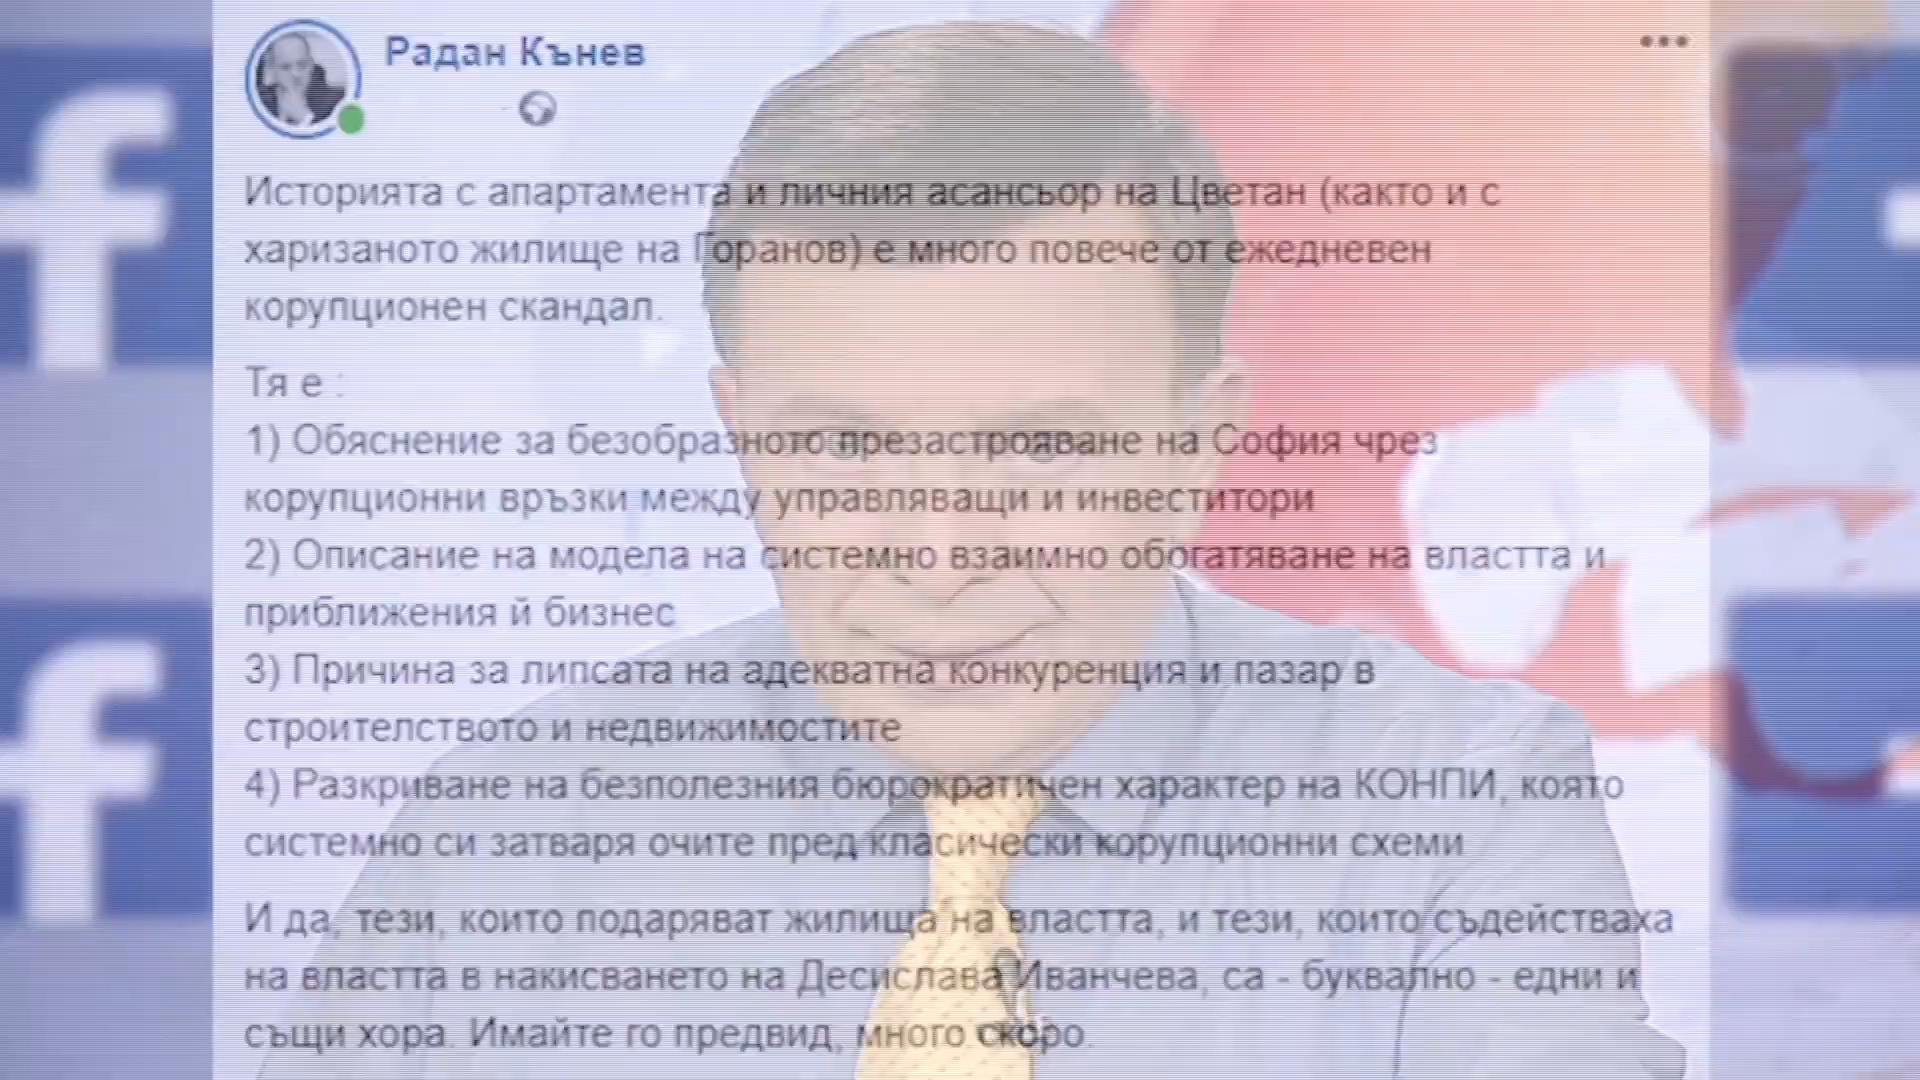 Радан Кънев
Историята с апартамента и личния асансьор на Цветан (както и с
харизаното жилище на Горанов) е много повече от ежедневен
корупционен скандал.
Тя е :
1) Обяснение за безобразното презастрояване на София чрез
корупционни връзки между управляващи и инвеститори
2) Описание на модела на системно взаимно обогатяване на властта и
приближения й бизнес
3) Причина за липсата на адекватна конкуренция и пазар в
строителството и недвижимостите
4) Разкриване на безполезния бюрократичен характер на КОНПИ, която
системно си затваря очите пред класически корупционни схеми
И да, тези, които подаряват жилища на властта, и тези, които съдействаха
на властта в накисването на Десислава Иванчева, са - буквално - едни и
същи хора. Имайте го предвид, много скоро.